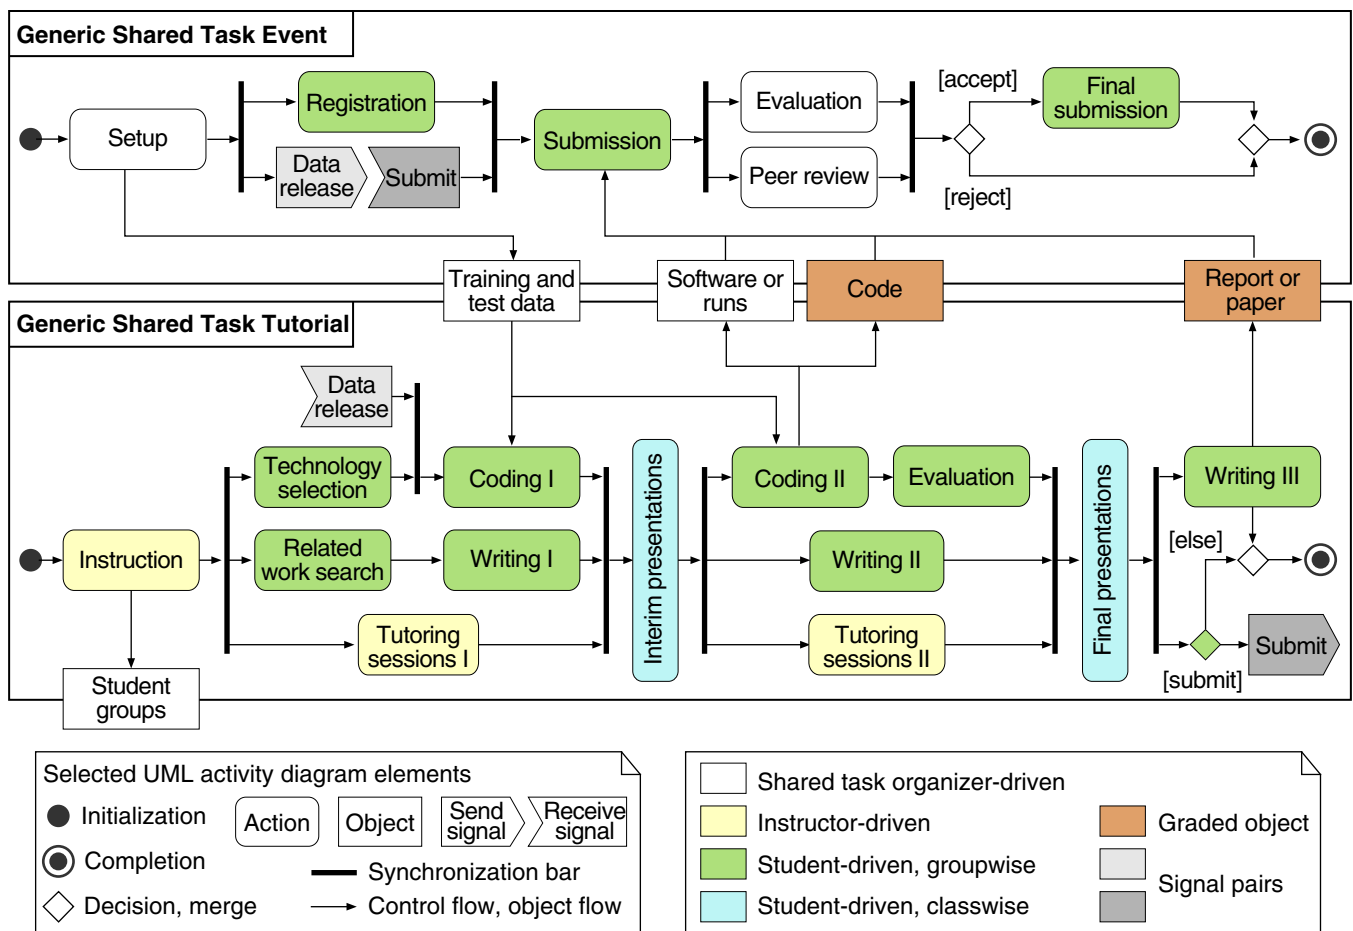 Generic Shared Task Event
Setup
Registration
Data
release
Submit
Submission
Evaluation
Peer review
[accept]
[reject]
Final
submission
Training and
test data
Software or
runs
Code
Report or
paper
Generic Shared Task Tutorial
Data
release
Technology
selection
Coding I
Instruction
Related
work search
Writing I
Tutoring
sessions I
Interim presentations
Coding II
Evaluation
Writing II
Tutoring
sessions II
Final presentations
Writing III
[else]
[submit]
Submit
Student
groups
Selected UML activity diagram elements
Initialization
Completion
Decision, merge
Action
Object
Send
signal
Receive
signal
Synchronization bar
Control flow, object flow
Shared task organizer-driven
Instructor-driven
Student-driven, groupwise
Student-driven, classwise
Graded object
Signal pairs